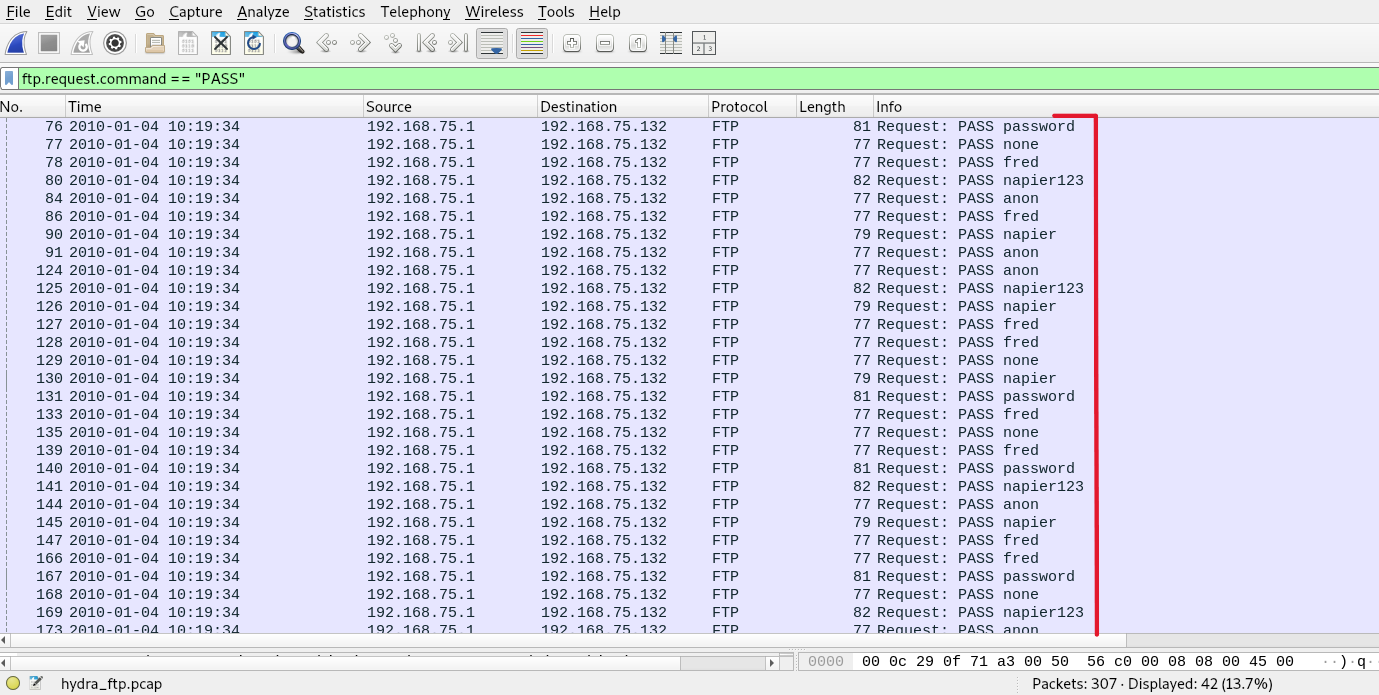 File Edit View Go Capture Analyze Statistics Telephony Wireless Tools Help
ftp.request.command == "PASS"
No. Time Source Destination Protocol Length Info
76 2010-01-04 10:19:34 192.168.75.1 192.168.75.132 FTP 81 Request: PASS password
77 2010-01-04 10:19:34 192.168.75.1 192.168.75.132 FTP 77 Request: PASS none
78 2010-01-04 10:19:34 192.168.75.1 192.168.75.132 FTP 77 Request: PASS fred
80 2010-01-04 10:19:34 192.168.75.1 192.168.75.132 FTP 82 Request: PASS napier123
84 2010-01-04 10:19:34 192.168.75.1 192.168.75.132 FTP 77 Request: PASS anon
86 2010-01-04 10:19:34 192.168.75.1 192.168.75.132 FTP 77 Request: PASS fred
90 2010-01-04 10:19:34 192.168.75.1 192.168.75.132 FTP 79 Request: PASS napier
91 2010-01-04 10:19:34 192.168.75.1 192.168.75.132 FTP 77 Request: PASS anon
124 2010-01-04 10:19:34 192.168.75.1 192.168.75.132 FTP 77 Request: PASS anon
125 2010-01-04 10:19:34 192.168.75.1 192.168.75.132 FTP 82 Request: PASS napier123
126 2010-01-04 10:19:34 192.168.75.1 192.168.75.132 FTP 79 Request: PASS napier
127 2010-01-04 10:19:34 192.168.75.1 192.168.75.132 FTP 77 Request: PASS fred
128 2010-01-04 10:19:34 192.168.75.1 192.168.75.132 FTP 77 Request: PASS fred
129 2010-01-04 10:19:34 192.168.75.1 192.168.75.132 FTP 77 Request: PASS none
130 2010-01-04 10:19:34 192.168.75.1 192.168.75.132 FTP 79 Request: PASS napier
131 2010-01-04 10:19:34 192.168.75.1 192.168.75.132 FTP 81 Request: PASS password
133 2010-01-04 10:19:34 192.168.75.1 192.168.75.132 FTP 77 Request: PASS fred
135 2010-01-04 10:19:34 192.168.75.1 192.168.75.132 FTP 77 Request: PASS none
139 2010-01-04 10:19:34 192.168.75.1 192.168.75.132 FTP 77 Request: PASS fred
140 2010-01-04 10:19:34 192.168.75.1 192.168.75.132 FTP 81 Request: PASS password
141 2010-01-04 10:19:34 192.168.75.1 192.168.75.132 FTP 82 Request: PASS napier123
144 2010-01-04 10:19:34 192.168.75.1 192.168.75.132 FTP 77 Request: PASS anon
145 2010-01-04 10:19:34 192.168.75.1 192.168.75.132 FTP 79 Request: PASS napier
147 2010-01-04 10:19:34 192.168.75.1 192.168.75.132 FTP 77 Request: PASS fred
166 2010-01-04 10:19:34 192.168.75.1 192.168.75.132 FTP 77 Request: PASS fred
167 2010-01-04 10:19:34 192.168.75.1 192.168.75.132 FTP 81 Request: PASS password
168 2010-01-04 10:19:34 192.168.75.1 192.168.75.132 FTP 77 Request: PASS none
169 2010-01-04 10:19:34 192.168.75.1 192.168.75.132 FTP 82 Request: PASS napier123
173 2010-01-04 10:19:34 192.168.75.1 192.168.75.132 FTP 77 Request: PASS anon
0000 00 0c 29 0f 71 a3 00 50 56 c0 00 08 08 00 45 00 ··)·q·
hydra_ftp.pcap Packets: 307 · Displayed: 42 (13.7%)